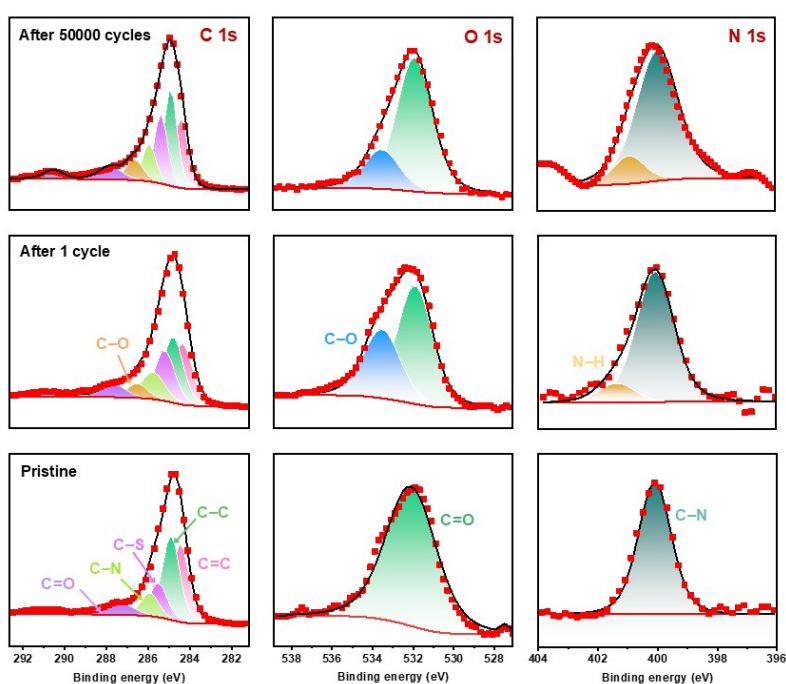 After 50000 cycles
C 1s
O 1s
N 1s
After 1 cycle
C–O
C–O
N–H
Pristine
C–C
C–S
C–N
C=O
C=C
C=O
C–N
292 290 288 286 284 282
538 536 534 532 530 528
404 402 400 398 396
Binding energy (eV)
Binding energy (eV)
Binding energy (eV)